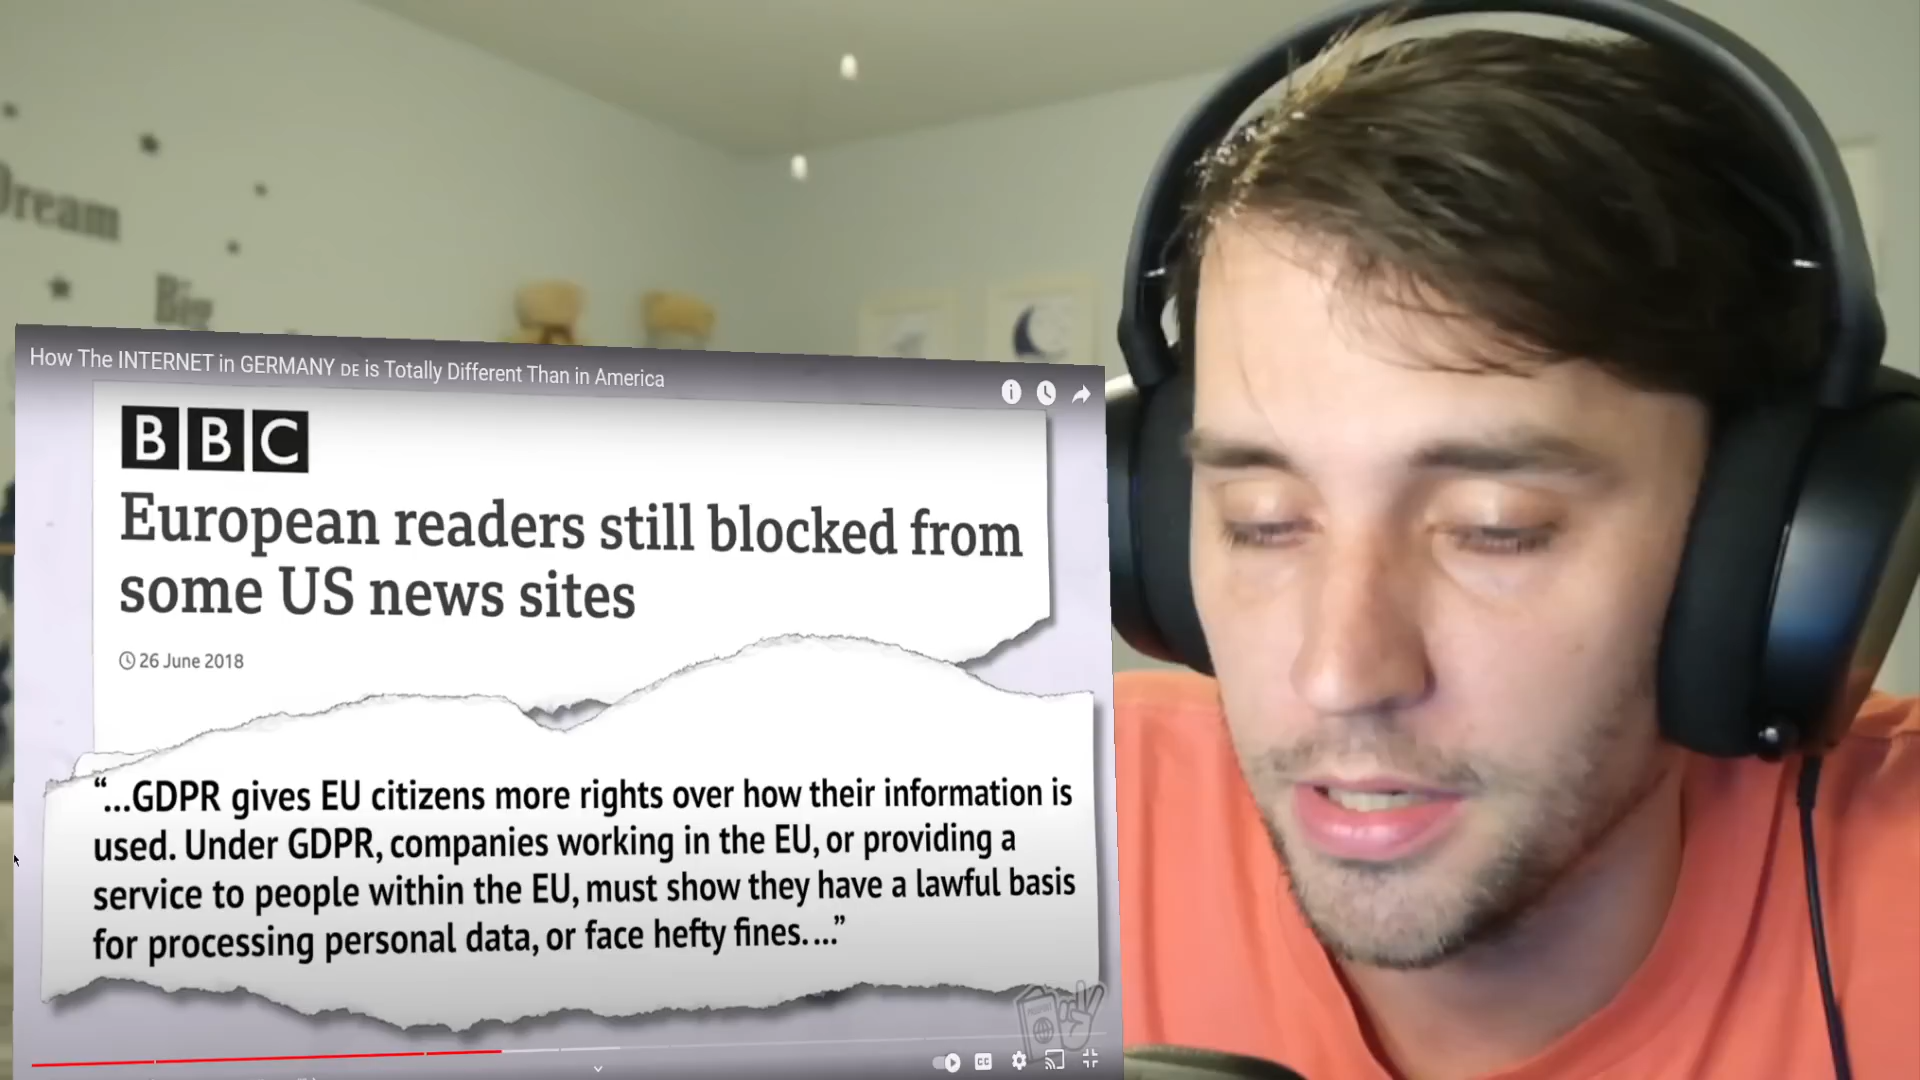 Dream
Big
How The INTERNET in GERMANY DE is Totally Different Than in America
BBC
European readers still blocked from
some US news sites
26 June 2018
“...GDPR gives EU citizens more rights over how their information is
used. Under GDPR, companies working in the EU, or providing a
service to people within the EU, must show they have a lawful basis
for processing personal data, or face hefty fines....”
CC